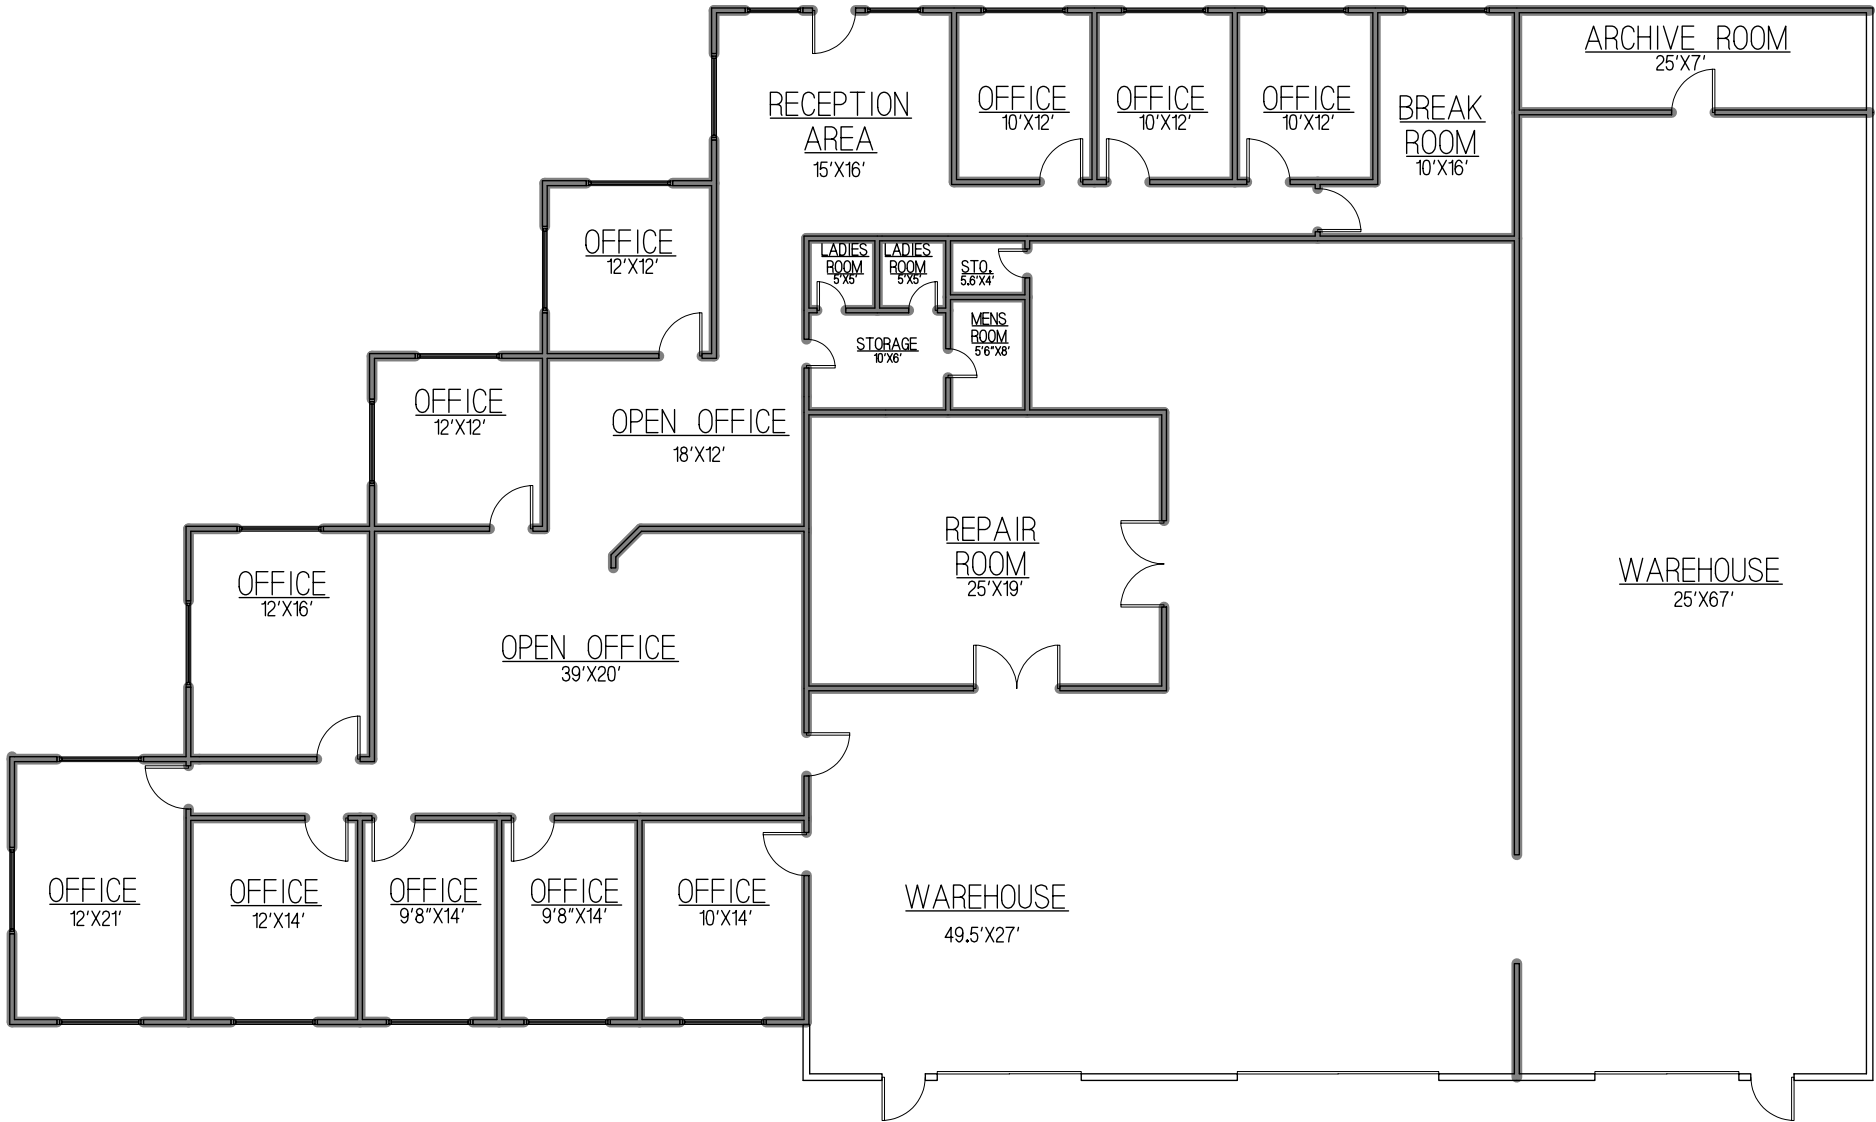 ARCHIVE ROOM
25'X7'
RECEPTION
AREA
15'X16'
OFFICE
10'X12'
OFFICE
10'X12'
OFFICE
10'X12'
BREAK
ROOM
10'X16'
OFFICE
12'X12'
LADIES
ROOM
5'X5'
LADIES
ROOM
5'X5'
STO.
5.6'X4'
MENS
ROOM
5'6"X8'
STORAGE
10'X6'
OFFICE
12'X12'
OPEN OFFICE
18'X12'
REPAIR
ROOM
25'X19'
WAREHOUSE
25'X67'
OFFICE
12'X16'
OPEN OFFICE
39'X20'
OFFICE
12'X21'
OFFICE
12'X14'
OFFICE
9'8"X14'
OFFICE
9'8"X14'
OFFICE
10'X14'
WAREHOUSE
49.5'X27'